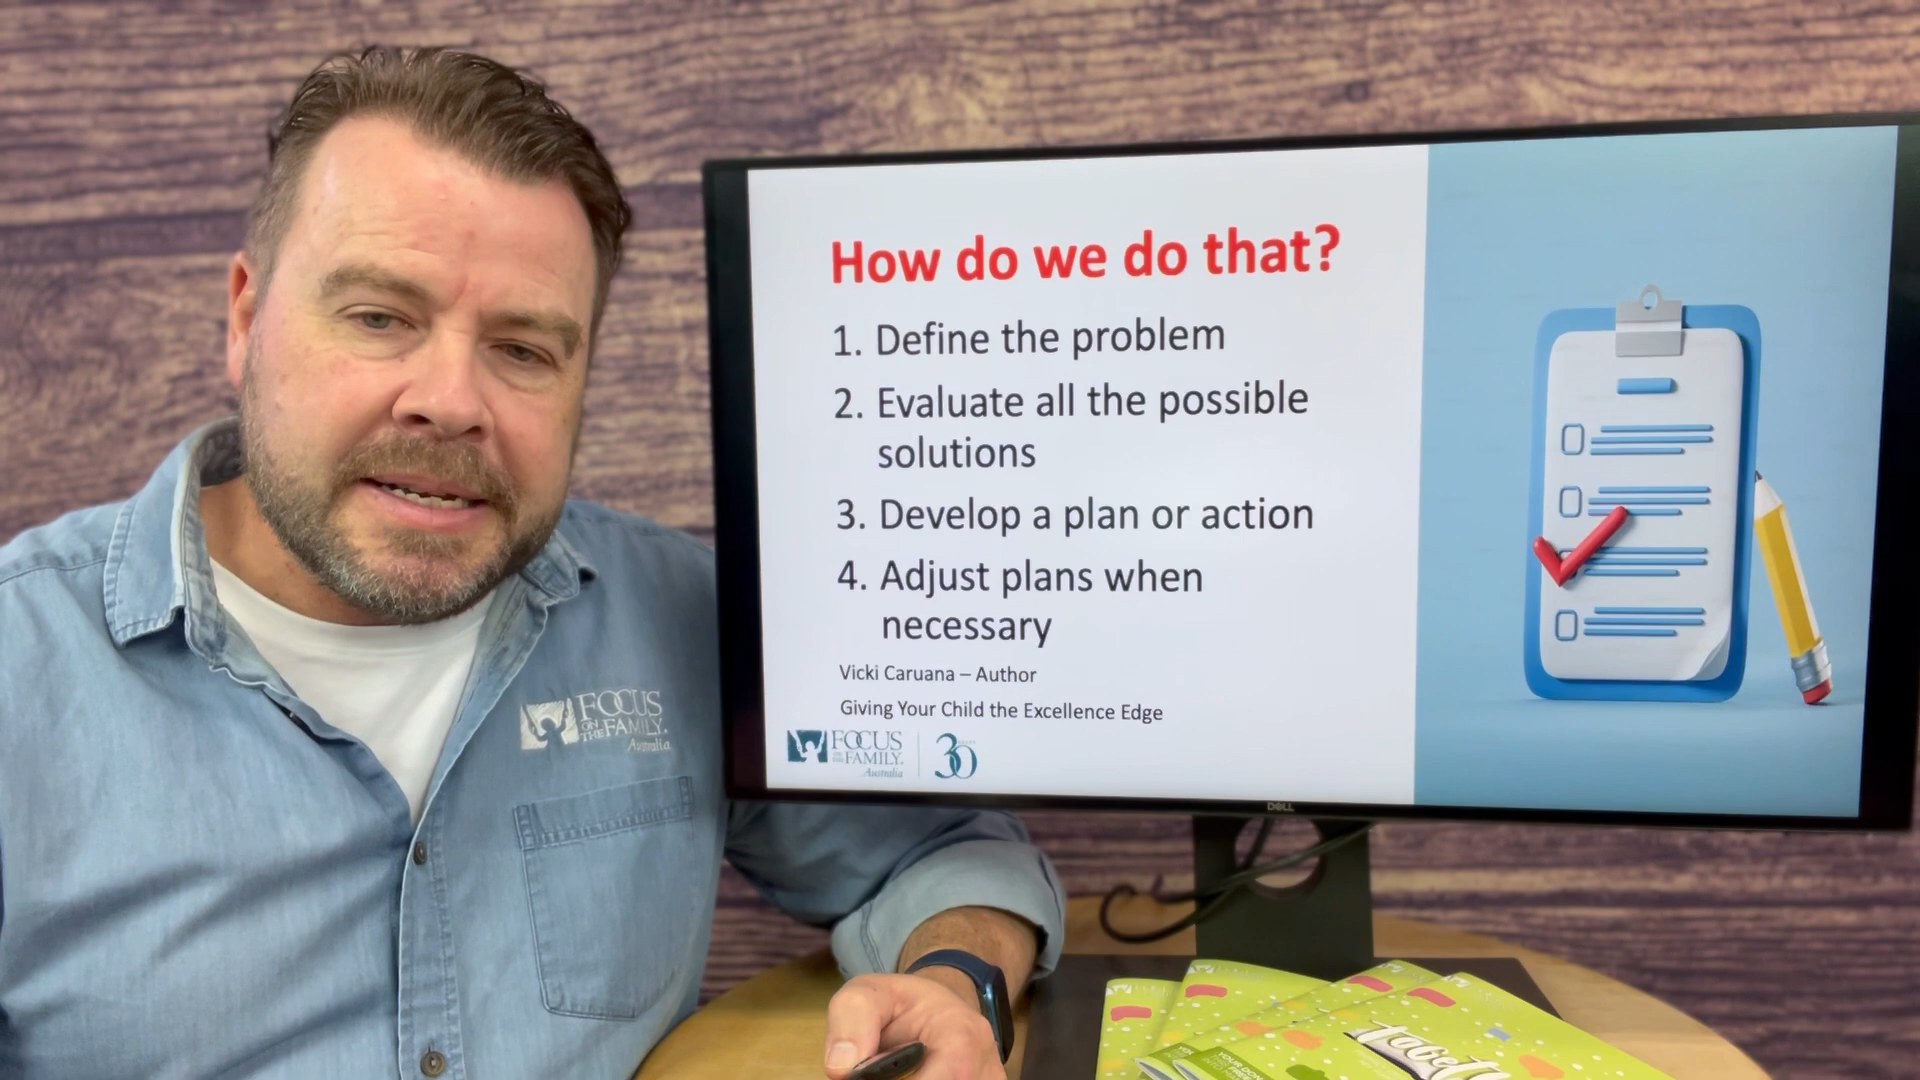 How do we do that?
1. Define the problem
2. Evaluate all the possible
solutions
3. Develop a plan or action
4. Adjust plans when
necessary
Vicki Caruana – Author
Giving Your Child the Excellence Edge
FOCUS
ON THE FAMILY.
Australia
30
DELL
FOCUS
ON THE FAMILY.
Australia
YOUR DON